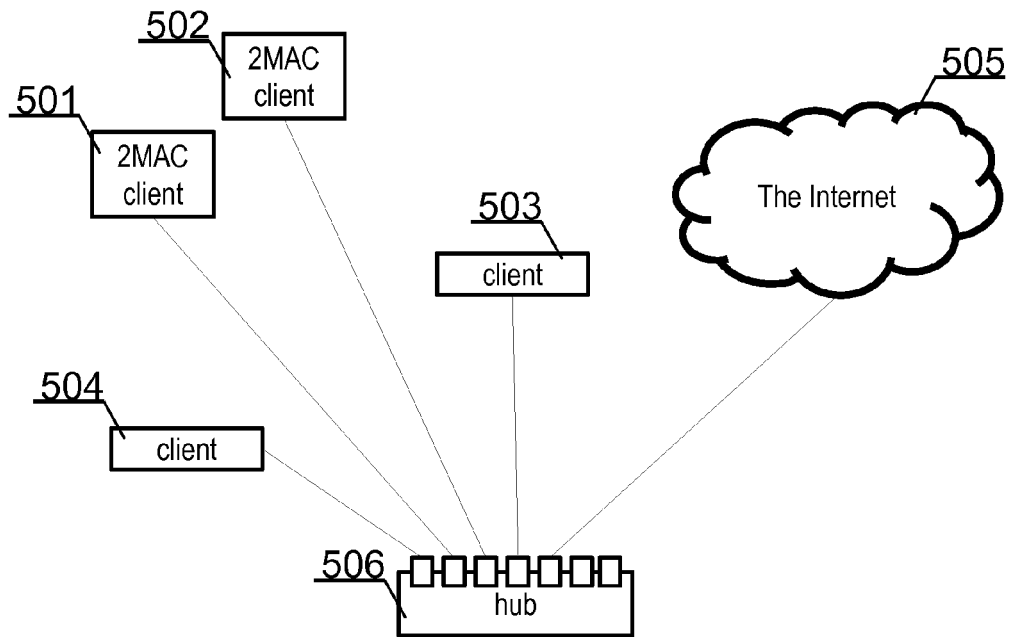 502
2MAC
client
505
501
2MAC
client
The Internet
503
client
504
client
506
hub